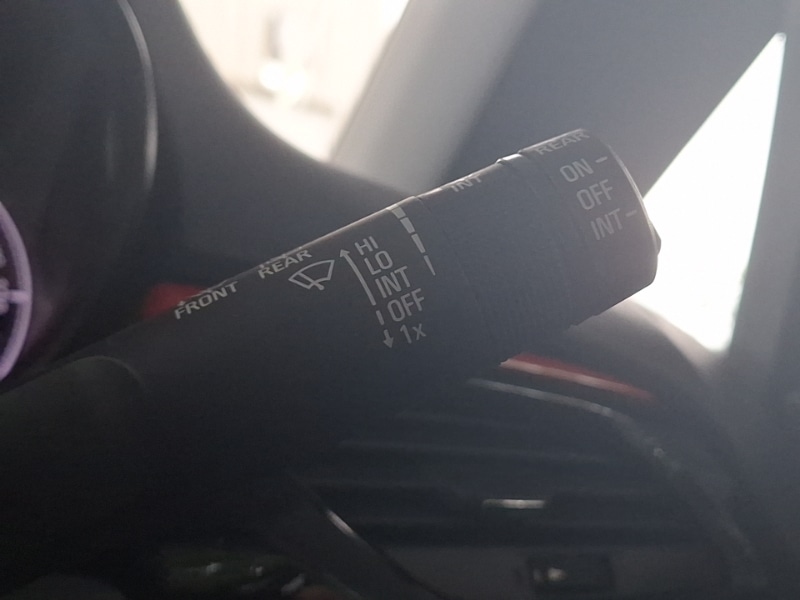 FRONT
REAR
HI
LO
INT
OFF
1x
INT
REAR
ON
OFF
INT